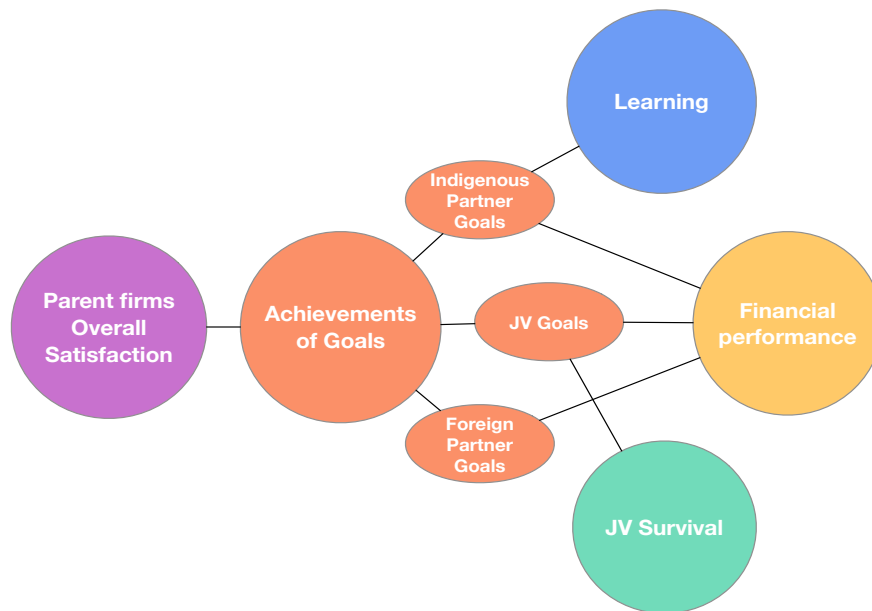 Learning
Indigenous
Partner
Goals
Parent firms
Overall
Satisfaction
Achievements
of Goals
JV Goals
Financial
performance
Foreign
Partner
Goals
JV Survival